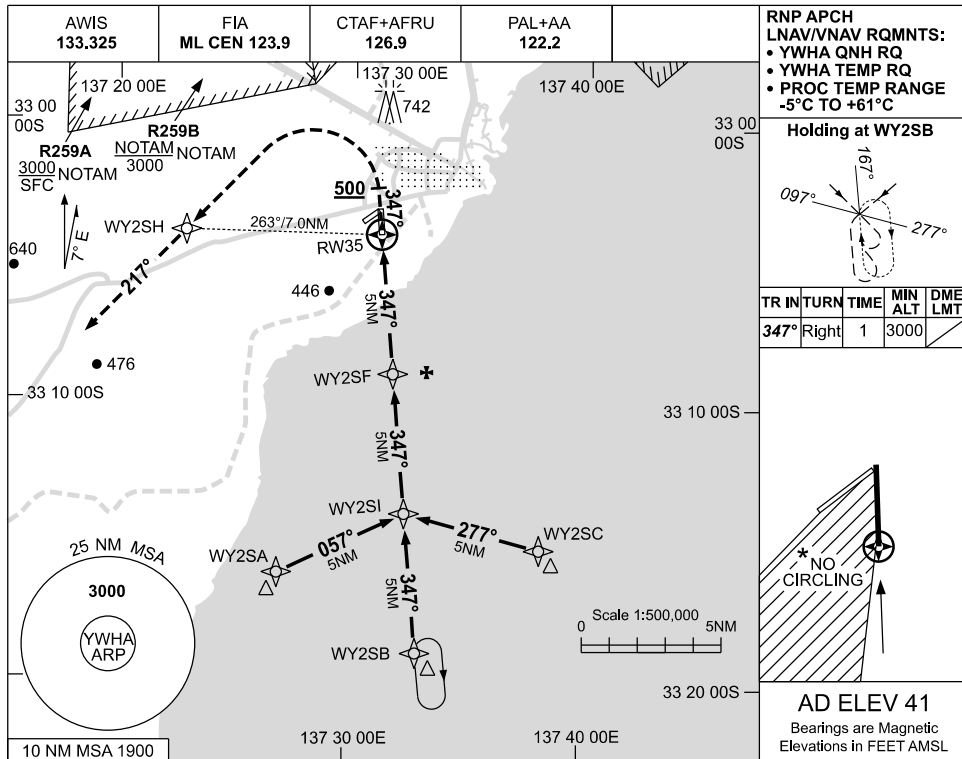 AWIS
133.325
FIA
ML CEN 123.9
CTAF+AFRU
126.9
PAL+AA
122.2
RNP APCH
LNAV/VNAV RQMNTS:
• YWHA QNH RQ
• YWHA TEMP RQ
• PROC TEMP RANGE
-5°C TO +61°C
137 20 00E
137 30 00E
137 40 00E
33 00
00S
742
33 00
00S
R259A
3000
SFC
NOTAM
R259B
NOTAM
3000
NOTAM
7° E
640
WY2SH
263°/7.0NM
500
347°
RW35
217°
446
476
347°
5NM
WY2SF
33 10 00S
33 10 00S
347°
5NM
WY2SI
WY2SA
057°
5NM
277°
5NM
WY2SC
347°
5NM
WY2SB
25 NM MSA
3000
YWHA
ARP
10 NM MSA 1900
Scale 1:500,000
0
5NM
33 20 00S
137 30 00E
137 40 00E
Holding at WY2SB
167°
097°
277°
TR IN TURN TIME MIN ALT DME LMT
347° Right 1 3000
* NO
CIRCLING
AD ELEV 41
Bearings are Magnetic
Elevations in FEET AMSL